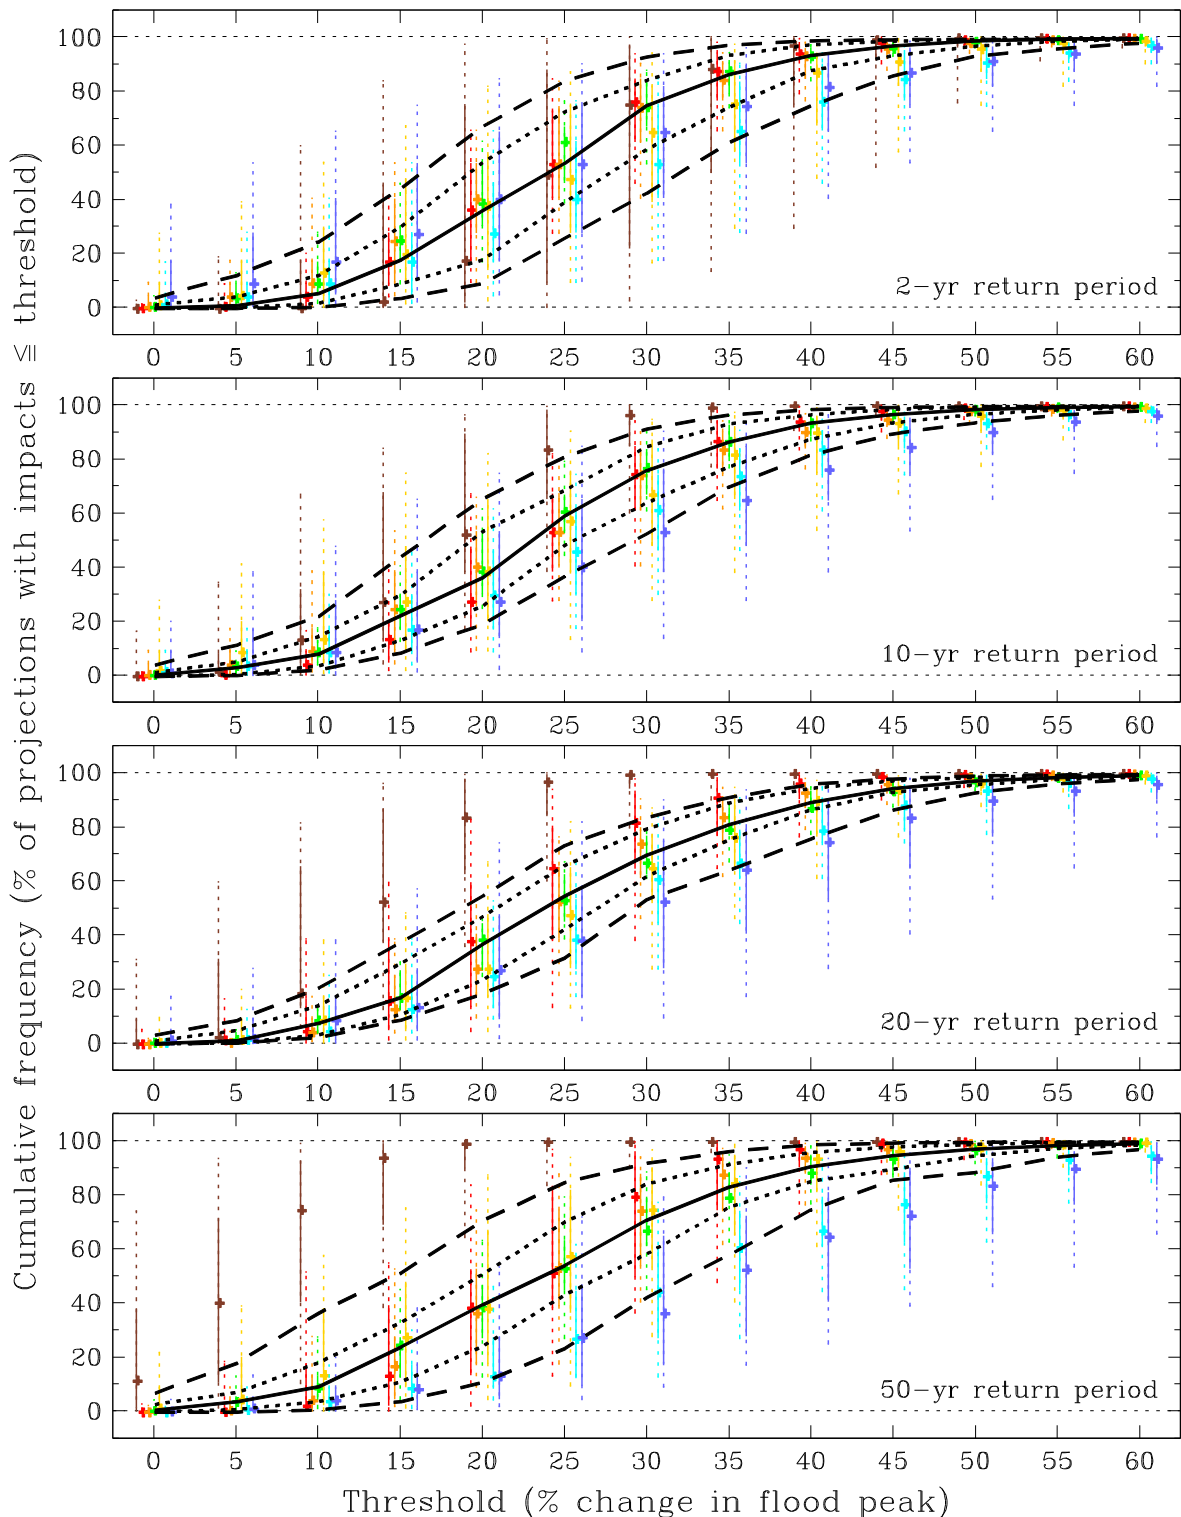 Cumulative frequency (% of projections with impacts ≤ threshold)
100
80
60
40
20
0
2-yr return period
0 5 10 15 20 25 30 35 40 45 50 55 60
100
80
60
40
20
0
10-yr return period
0 5 10 15 20 25 30 35 40 45 50 55 60
100
80
60
40
20
0
20-yr return period
0 5 10 15 20 25 30 35 40 45 50 55 60
100
80
60
40
20
0
50-yr return period
0 5 10 15 20 25 30 35 40 45 50 55 60
Threshold (% change in flood peak)